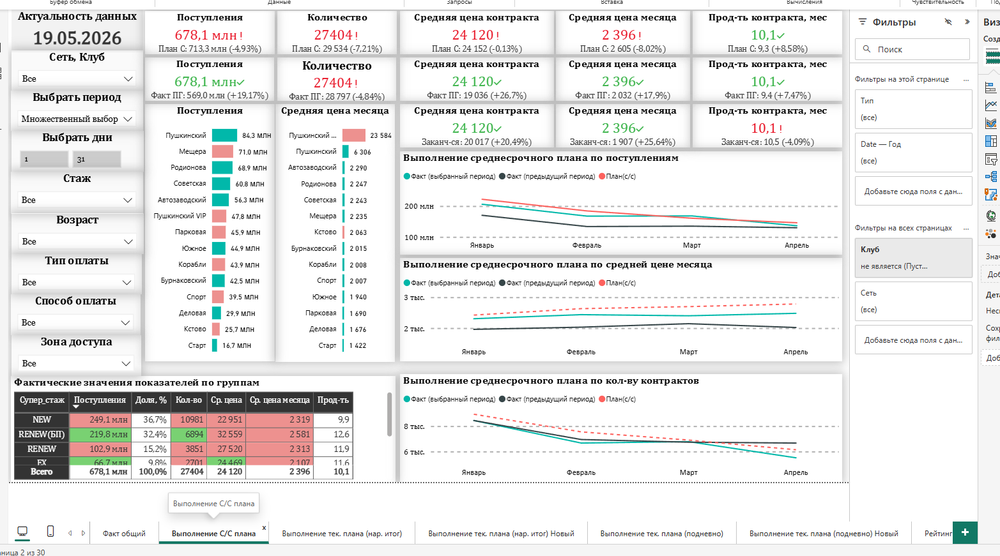 Буфер обмена
Данные
Запросы
Вставка
Вычисления
Чувствительность
Актуальность данных
19.05.2026
Сеть, Клуб
Все
Выбрать период
Множественный выбор
Выбрать дни
1
31
Стаж
Все
Возраст
Все
Тип оплаты
Все
Способ оплаты
Все
Зона доступа
Все
Поступления
678,1 млн !
План С: 713,3 млн (-4,93%)
Количество
27404 !
План С: 29 534 (-7,21%)
Средняя цена контракта
24 120 !
План С: 24 152 (-0,13%)
Средняя цена месяца
2 396 !
План С: 2 605 (-8,02%)
Прод-ть контракта, мес
10,1✓
План С: 9,3 (+8,58%)
Поступления
678,1 млн✓
Факт ПГ: 569,0 млн (+19,17%)
Количество
27404 !
Факт ПГ: 28 797 (-4,84%)
Средняя цена контракта
24 120✓
Факт ПГ: 19 036 (+26,7%)
Средняя цена месяца
2 396✓
Факт ПГ: 2 032 (+17,9%)
Прод-ть контракта, мес
10,1✓
Факт ПГ: 9,4 (+7,47%)
Средняя цена контракта
24 120✓
Заканч-ся: 20 017 (+20,49%)
Средняя цена месяца
2 396✓
Заканч-ся: 1 907 (+25,64%)
Прод-ть контракта, мес
10,1 !
Заканч-ся: 10,5 (-4,09%)
Поступления
Пушкинский 84,3 млн
Мещера 71,0 млн
Родионова 68,9 млн
Советская 60,8 млн
Автозаводский 56,3 млн
Пушкинский VIP 47,8 млн
Парковая 45,9 млн
Южное 44,9 млн
Корабли 43,9 млн
Бурнаковский 42,5 млн
Спорт 39,5 млн
Деловая 29,9 млн
Кстово 25,7 млн
Старт 16,7 млн
Средняя цена месяца
Пушкинский ... 23 584
Пушкинский 6 306
Автозаводский 2 290
Родионова 2 247
Советская 2 243
Мещера 2 235
Кстово 2 063
Бурнаковский 2 015
Корабли 2 008
Спорт 2 007
Южное 1 940
Парковая 1 690
Деловая 1 676
Старт 1 422
Выполнение среднесрочного плана по поступлениям
Факт (выбранный период) Факт (предыдущий период) План(с/с)
200 млн
100 млн
Январь Февраль Март Апрель
Выполнение среднесрочного плана по средней цене месяца
Факт (выбранный период) Факт (предыдущий период) План(с/с)
3 тыс.
2 тыс.
Январь Февраль Март Апрель
Выполнение среднесрочного плана по кол-ву контрактов
Факт (выбранный период) Факт (предыдущий период) План(с/с)
8 тыс.
6 тыс.
Январь Февраль Март Апрель
Фактические значения показателей по группам
Супер_стаж Поступления Доля, % Кол-во Ср. цена Ср. цена месяца Прод-ть
NEW 249,1 млн 36,7% 10981 22 951 2 319 9,9
RENEW(БП) 219,8 млн 32,4% 6894 32 559 2 581 12,6
RENEW 102,9 млн 15,2% 3851 27 520 2 313 11,9
EX 66,7 млн 9,8% 2701 24 469 2 107 11,6
Всего 678,1 млн 100,0% 27404 24 120 2 396 10,1
Фильтры
Поиск
Фильтры на этой странице ...
Тип
(все)
Date — Год
(все)
Добавьте сюда поля с дан...
Фильтры на всех страницах ...
Клуб
не является (Пуст...
Сеть
(все)
Добавьте сюда поля с дан...
Выполнение С/С плана
Факт общий
Выполнение С/С плана x
Выполнение тек. плана (нар. итог)
Выполнение тек. плана (нар. итог) Новый
Выполнение тек. плана (подневно)
Выполнение тек. плана (подневно) Новый
Рейтинг
+
2 из 30